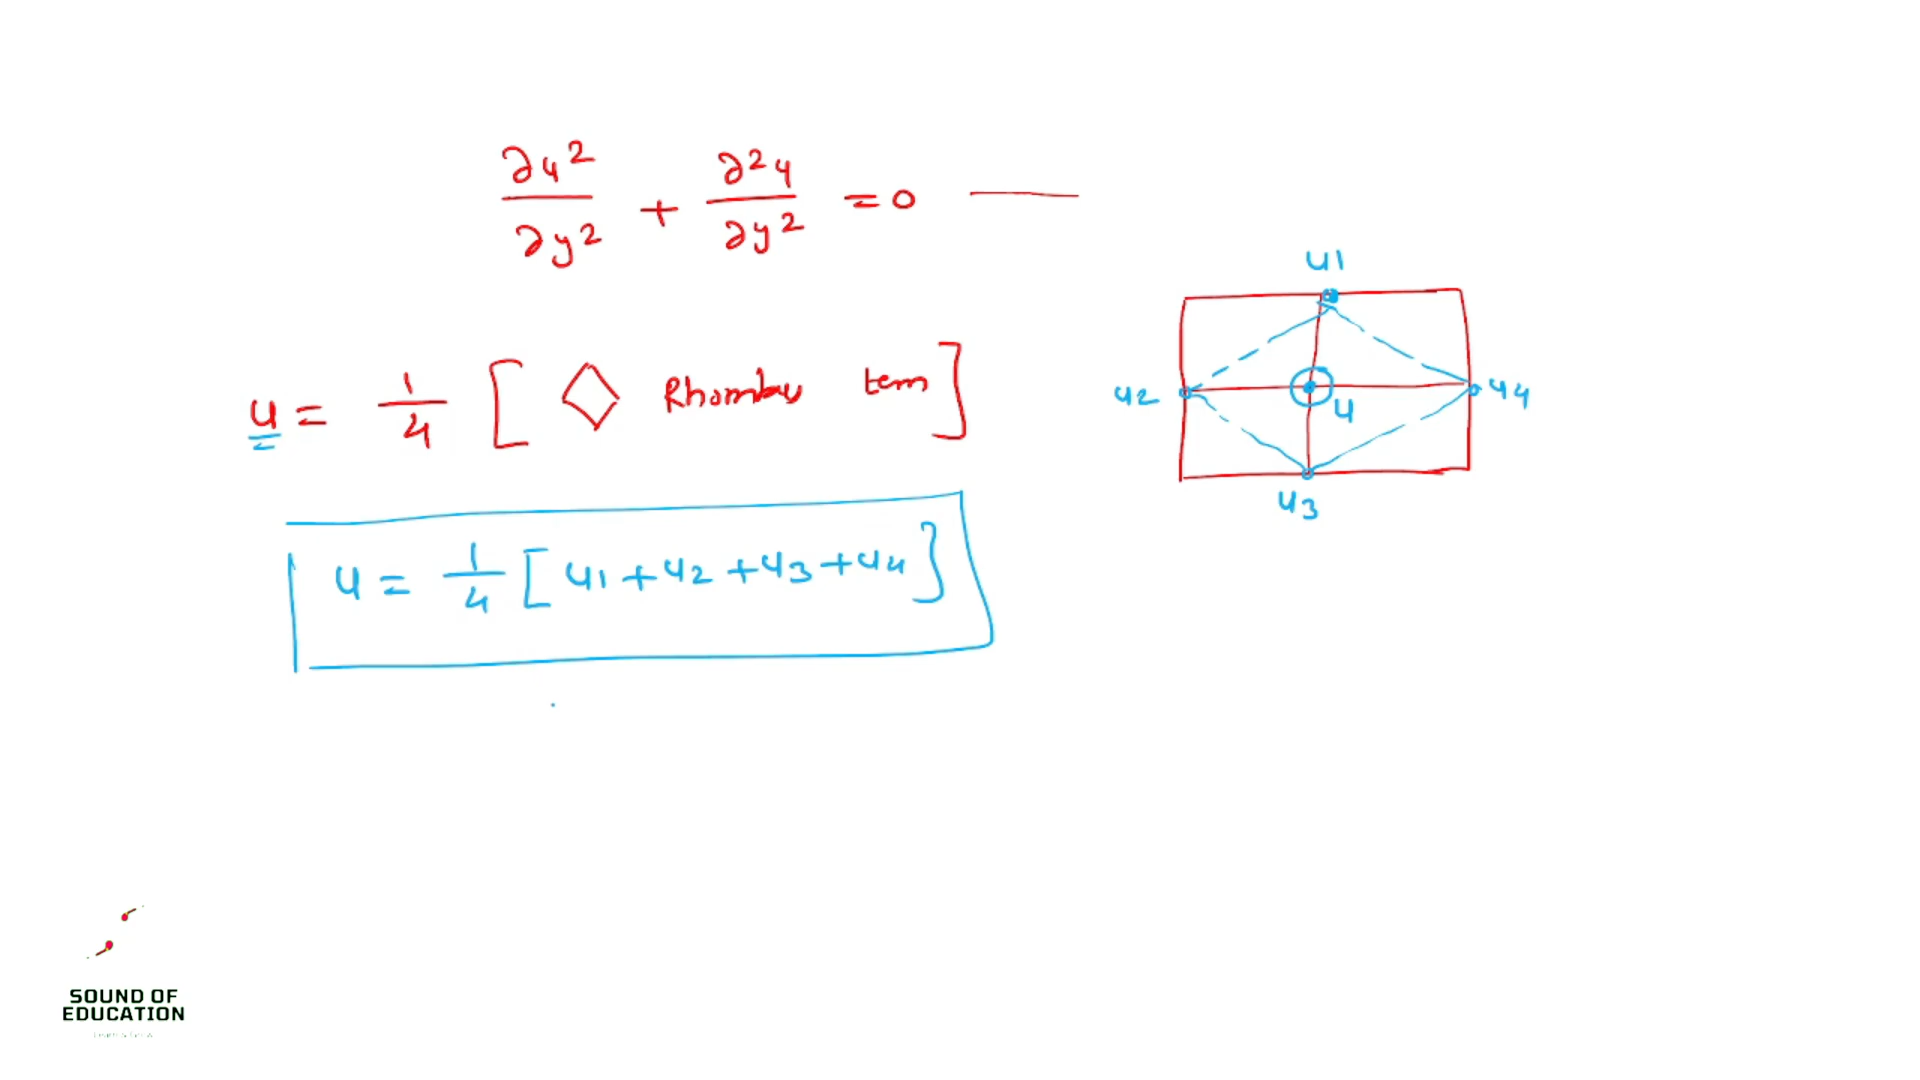 ∂u²/∂y² + ∂²u/∂y² = 0
u1
u = 1/4 [ ◇ Rhombus term ]
u2 u u4
u3
u = 1/4 [ u1 + u2 + u3 + u4 ]
SOUND OF
EDUCATION